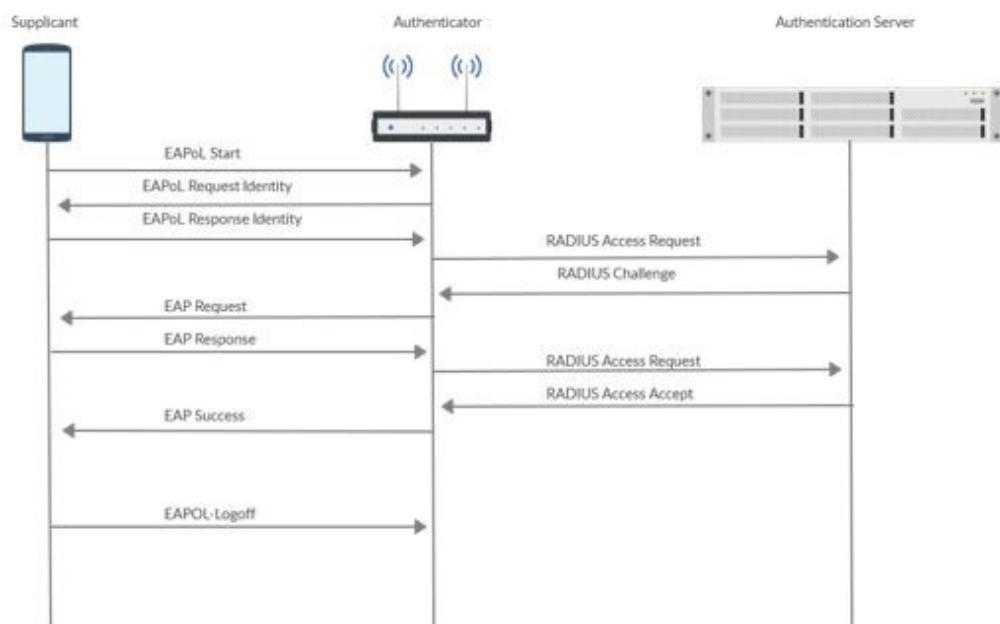 Supplicant
Authenticator
Authentication Server
EAPoL Start
EAPoL Request Identity
EAPoL Response Identity
RADIUS Access Request
RADIUS Challenge
EAP Request
EAP Response
RADIUS Access Request
RADIUS Access Accept
EAP Success
EAPOL-Logoff